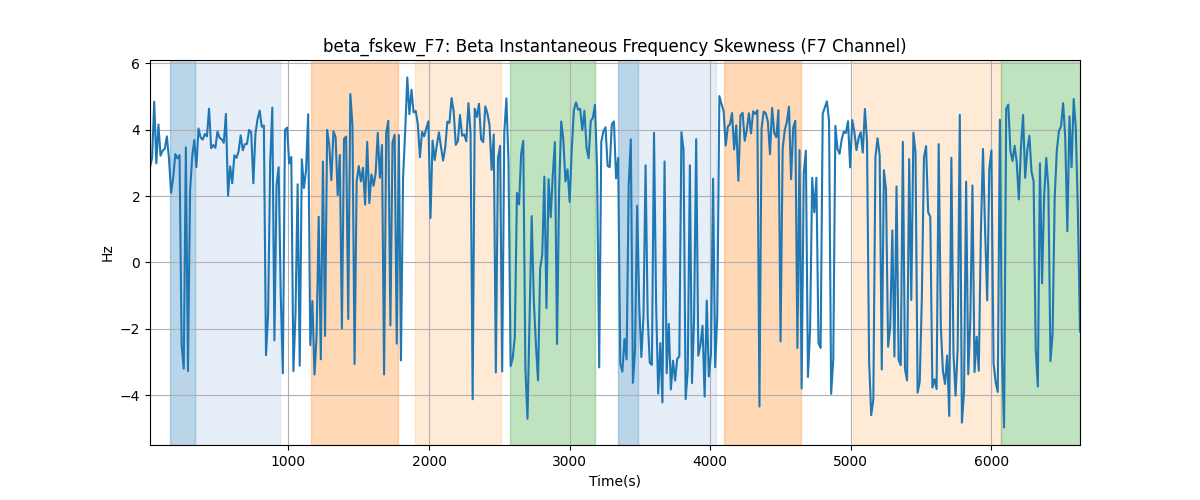 beta_fskew_F7: Beta Instantaneous Frequency Skewness (F7 Channel)
6
4
2
0
−2
−4
Hz
1000 2000 3000 4000 5000 6000
Time(s)